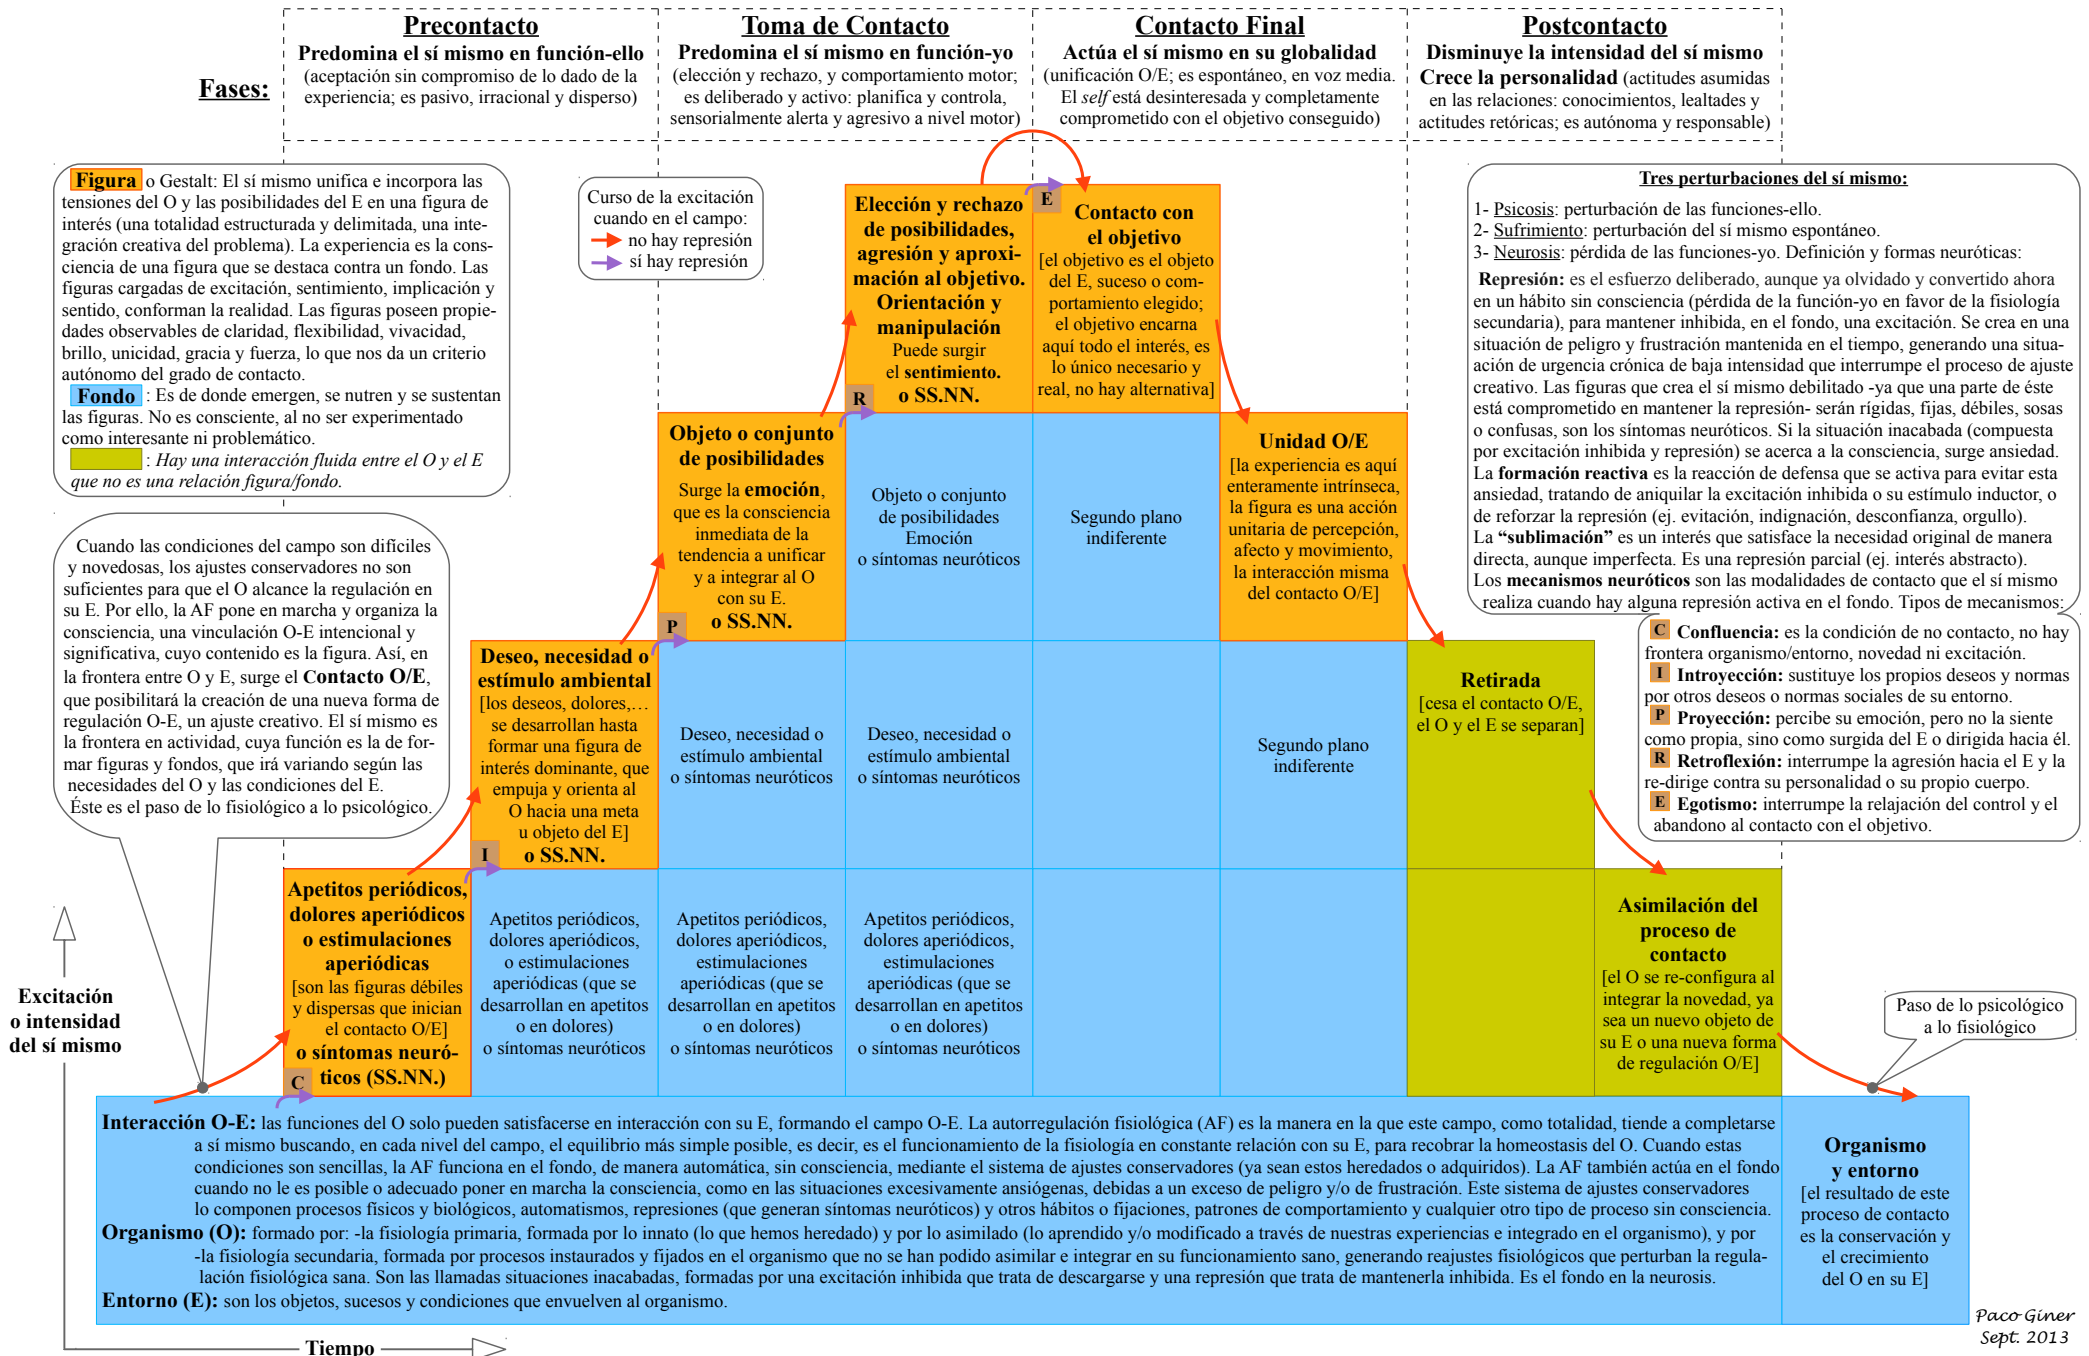 Fases:
Precontacto
Predomina el sí mismo en función-ello
(aceptación sin compromiso de lo dado de la
experiencia; es pasivo, irracional y disperso)
Toma de Contacto
Predomina el sí mismo en función-yo
(elección y rechazo, y comportamiento motor;
es deliberado y activo: planifica y controla,
sensorialmente alerta y agresivo a nivel motor)
Contacto Final
Actúa el sí mismo en su globalidad
(unificación O/E; es espontáneo, en voz media.
El self está desinteresada y completamente
comprometido con el objetivo conseguido)
Postcontacto
Disminuye la intensidad del sí mismo
Crece la personalidad (actitudes asumidas
en las relaciones: conocimientos, lealtades y
actitudes retóricas; es autónoma y responsable)
Figura o Gestalt: El sí mismo unifica e incorpora las
tensiones del O y las posibilidades del E en una figura de
interés (una totalidad estructurada y delimitada, una inte-
gración creativa del problema). La experiencia es la cons-
ciencia de una figura que se destaca contra un fondo. Las
figuras cargadas de excitación, sentimiento, implicación y
sentido, conforman la realidad. Las figuras poseen propie-
dades observables de claridad, flexibilidad, vivacidad,
brillo, unicidad, gracia y fuerza, lo que nos da un criterio
autónomo del grado de contacto.
Fondo : Es de donde emergen, se nutren y se sustentan
las figuras. No es consciente, al no ser experimentado
como interesante ni problemático.
: Hay una interacción fluida entre el O y el E
que no es una relación figura/fondo.
Curso de la excitación
cuando en el campo:
no hay represión
sí hay represión
Tres perturbaciones del sí mismo:
1- Psicosis: perturbación de las funciones-ello.
2- Sufrimiento: perturbación del sí mismo espontáneo.
3- Neurosis: pérdida de las funciones-yo. Definición y formas neuróticas:
Represión: es el esfuerzo deliberado, aunque ya olvidado y convertido ahora
en un hábito sin consciencia (pérdida de la función-yo en favor de la fisiología
secundaria), para mantener inhibida, en el fondo, una excitación. Se crea en una
situación de peligro y frustración mantenida en el tiempo, generando una situa-
ación de urgencia crónica de baja intensidad que interrumpe el proceso de ajuste
creativo. Las figuras que crea el sí mismo debilitado -ya que una parte de éste
está comprometido en mantener la represión- serán rígidas, fijas, débiles, sosas
o confusas, son los síntomas neuróticos. Si la situación inacabada (compuesta
por excitación inhibida y represión) se acerca a la consciencia, surge ansiedad.
La formación reactiva es la reacción de defensa que se activa para evitar esta
ansiedad, tratando de aniquilar la excitación inhibida o su estímulo inductor, o
de reforzar la represión (ej. evitación, indignación, desconfianza, orgullo).
La “sublimación” es un interés que satisface la necesidad original de manera
directa, aunque imperfecta. Es una represión parcial (ej. interés abstracto).
Los mecanismos neuróticos son las modalidades de contacto que el sí mismo
realiza cuando hay alguna represión activa en el fondo. Tipos de mecanismos:
C Confluencia: es la condición de no contacto, no hay
frontera organismo/entorno, novedad ni excitación.
I Introyección: sustituye los propios deseos y normas
por otros deseos o normas sociales de su entorno.
P Proyección: percibe su emoción, pero no la siente
como propia, sino como surgida del E o dirigida hacia él.
R Retroflexión: interrumpe la agresión hacia el E y la
re-dirige contra su personalidad o su propio cuerpo.
E Egotismo: interrumpe la relajación del control y el
abandono al contacto con el objetivo.
Cuando las condiciones del campo son difíciles
y novedosas, los ajustes conservadores no son
suficientes para que el O alcance la regulación en
su E. Por ello, la AF pone en marcha y organiza la
consciencia, una vinculación O-E intencional y
significativa, cuyo contenido es la figura. Así, en
la frontera entre O y E, surge el Contacto O/E,
que posibilitará la creación de una nueva forma de
regulación O-E, un ajuste creativo. El sí mismo es
la frontera en actividad, cuya función es la de for-
mar figuras y fondos, que irá variando según las
necesidades del O y las condiciones del E.
Éste es el paso de lo fisiológico a lo psicológico.
Elección y rechazo
de posibilidades,
agresión y aproxi-
mación al objetivo.
Orientación y
manipulación
Puede surgir
el sentimiento.
o SS.NN.
R
E
Contacto con
el objetivo
[el objetivo es el objeto
del E, suceso o com-
portamiento elegido;
el objetivo encarna
aquí todo el interés, es
lo único necesario y
real, no hay alternativa]
Objeto o conjunto
de posibilidades
Surge la emoción,
que es la consciencia
inmediata de la
tendencia a unificar
y a integrar al O
con su E.
o SS.NN.
P
Objeto o conjunto
de posibilidades
Emoción
o síntomas neuróticos
Segundo plano
indiferente
Unidad O/E
[la experiencia es aquí
enteramente intrínseca,
la figura es una acción
unitaria de percepción,
afecto y movimiento,
la interacción misma
del contacto O/E]
Deseo, necesidad o
estímulo ambiental
[los deseos, dolores,…
se desarrollan hasta
formar una figura de
interés dominante, que
empuja y orienta al
O hacia una meta
u objeto del E]
o SS.NN.
I
Deseo, necesidad o
estímulo ambiental
o síntomas neuróticos
Deseo, necesidad o
estímulo ambiental
o síntomas neuróticos
Segundo plano
indiferente
Retirada
[cesa el contacto O/E,
el O y el E se separan]
Apetitos periódicos,
dolores aperiódicos
o estimulaciones
aperiódicas
[son las figuras débiles
y dispersas que inician
el contacto O/E]
o síntomas neuró-
ticos (SS.NN.)
C
Apetitos periódicos,
dolores aperiódicos,
o estimulaciones
aperiódicas (que se
desarrollan en apetitos
o en dolores)
o síntomas neuróticos
Apetitos periódicos,
dolores aperiódicos,
estimulaciones
aperiódicas (que se
desarrollan en apetitos
o en dolores)
o síntomas neuróticos
Apetitos periódicos,
dolores aperiódicos,
estimulaciones
aperiódicas (que se
desarrollan en apetitos
o en dolores)
o síntomas neuróticos
Asimilación del
proceso de
contacto
[el O se re-configura al
integrar la novedad, ya
sea un nuevo objeto de
su E o una nueva forma
de regulación O/E]
Paso de lo psicológico
a lo fisiológico
Excitación
o intensidad
del sí mismo
Interacción O-E: las funciones del O solo pueden satisfacerse en interacción con su E, formando el campo O-E. La autorregulación fisiológica (AF) es la manera en la que este campo, como totalidad, tiende a completarse
a sí mismo buscando, en cada nivel del campo, el equilibrio más simple posible, es decir, es el funcionamiento de la fisiología en constante relación con su E, para recobrar la homeostasis del O. Cuando estas
condiciones son sencillas, la AF funciona en el fondo, de manera automática, sin consciencia, mediante el sistema de ajustes conservadores (ya sean estos heredados o adquiridos). La AF también actúa en el fondo
cuando no le es posible o adecuado poner en marcha la consciencia, como en las situaciones excesivamente ansiógenas, debidas a un exceso de peligro y/o de frustración. Este sistema de ajustes conservadores
lo componen procesos físicos y biológicos, automatismos, represiones (que generan síntomas neuróticos) y otros hábitos o fijaciones, patrones de comportamiento y cualquier otro tipo de proceso sin consciencia.
Organismo (O): formado por: -la fisiología primaria, formada por lo innato (lo que hemos heredado) y por lo asimilado (lo aprendido y/o modificado a través de nuestras experiencias e integrado en el organismo), y por
-la fisiología secundaria, formada por procesos instaurados y fijados en el organismo que no se han podido asimilar e integrar en su funcionamiento sano, generando reajustes fisiológicos que perturban la regula-
lación fisiológica sana. Son las llamadas situaciones inacabadas, formadas por una excitación inhibida que trata de descargarse y una represión que trata de mantenerla inhibida. Es el fondo en la neurosis.
Entorno (E): son los objetos, sucesos y condiciones que envuelven al organismo.
Organismo
y entorno
[el resultado de este
proceso de contacto
es la conservación y
el crecimiento
del O en su E]
Tiempo
Paco Giner
Sept. 2013